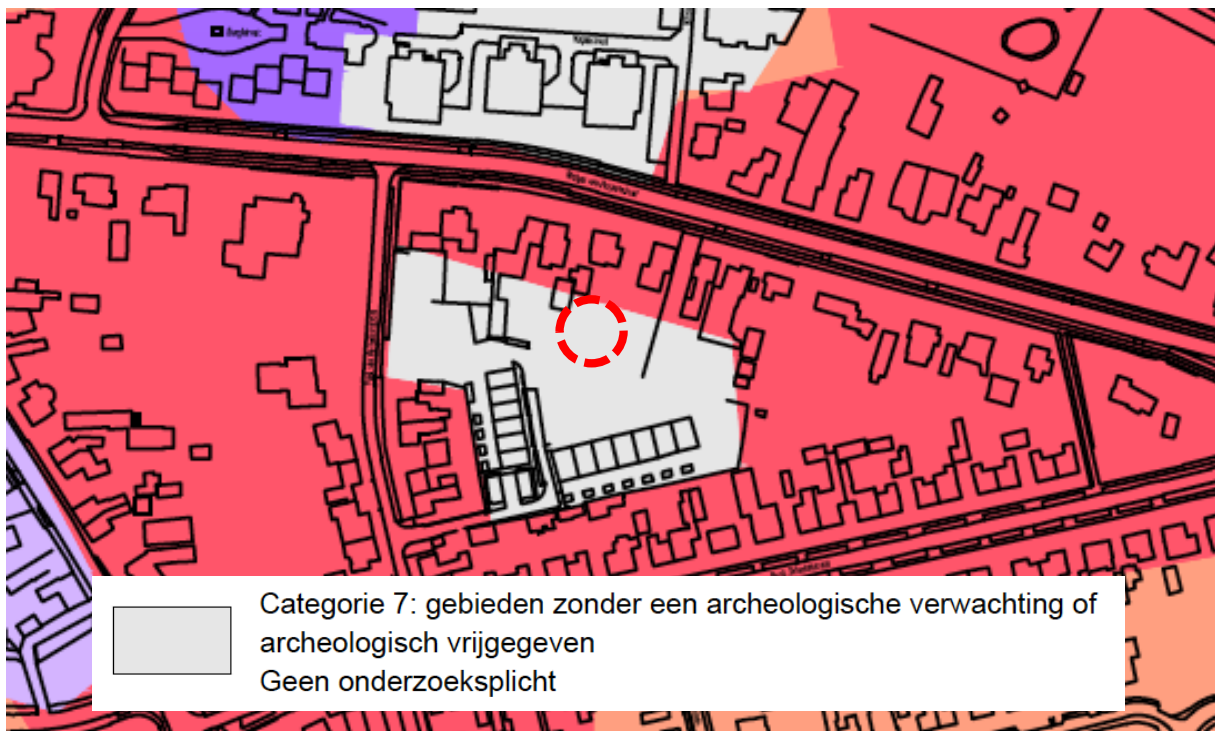 Categorie 7: gebieden zonder een archeologische verwachting of
archeologisch vrijgegeven
Geen onderzoeksplicht